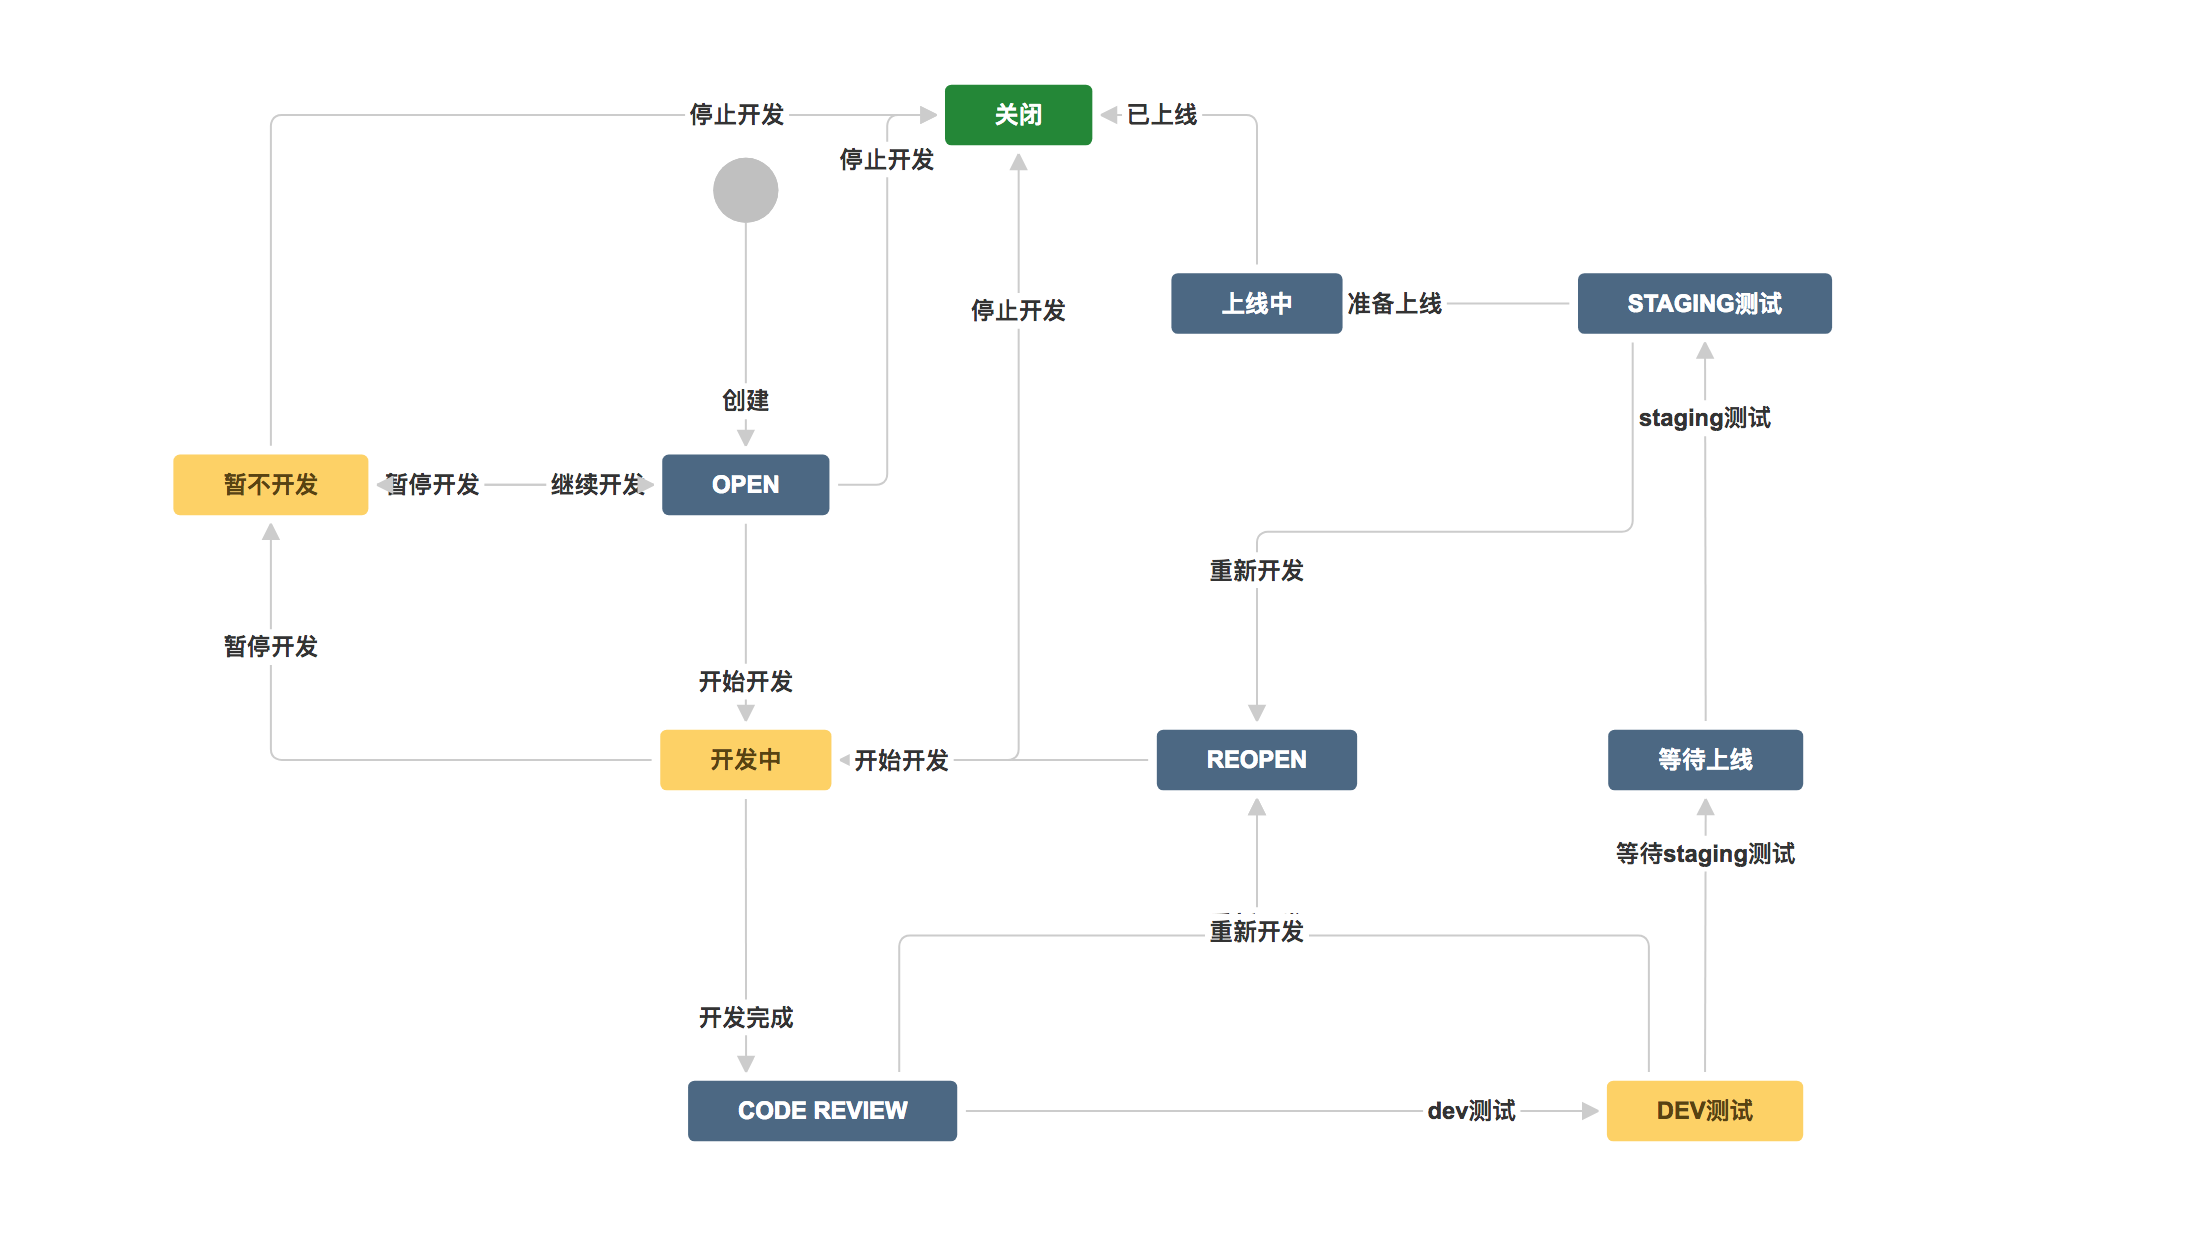 停止开发
关闭
已上线
停止开发
上线中
准备上线
STAGING测试
停止开发
创建
staging测试
暂不开发
暂停开发
继续开发
OPEN
重新开发
暂停开发
开始开发
开发中
开始开发
REOPEN
等待上线
等待staging测试
重新开发
开发完成
CODE REVIEW
dev测试
DEV测试